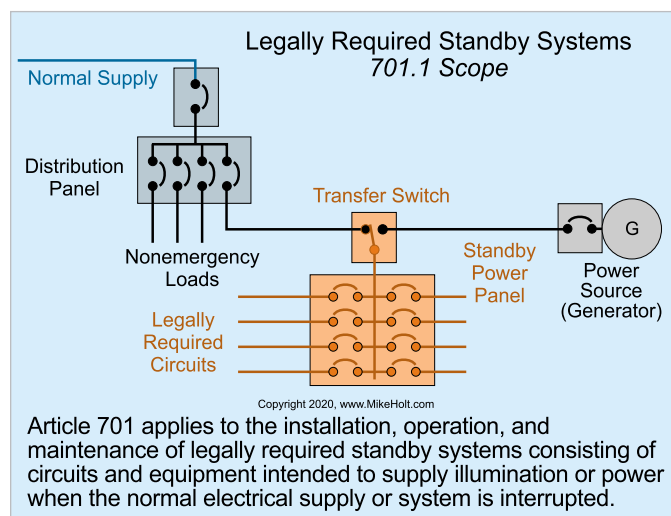 Legally Required Standby Systems
701.1 Scope
Normal Supply
Distribution
Panel
Transfer Switch
G
Nonemergency
Loads
Standby
Power
Panel
Power
Source
(Generator)
Legally
Required
Circuits
Copyright 2020, www.MikeHolt.com
Article 701 applies to the installation, operation, and
maintenance of legally required standby systems consisting of
circuits and equipment intended to supply illumination or power
when the normal electrical supply or system is interrupted.